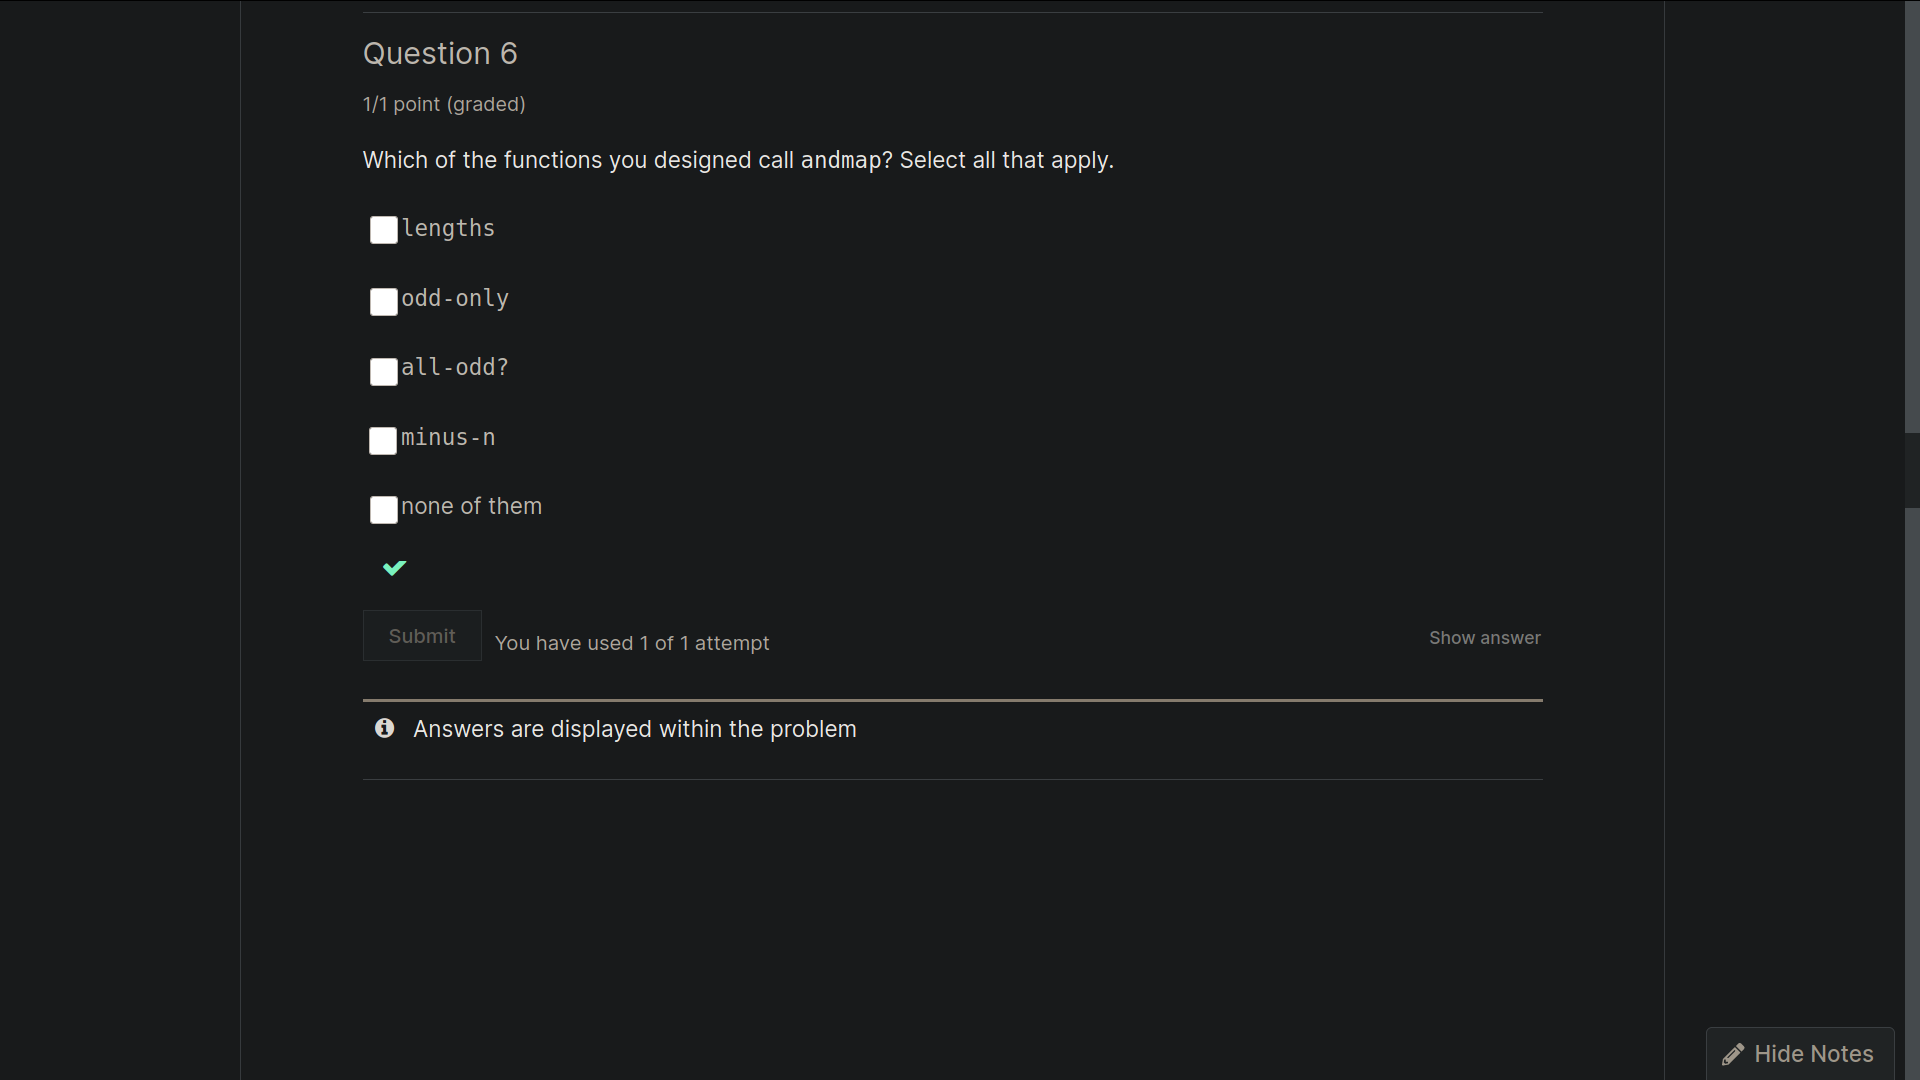 Question 6
1/1 point (graded)
Which of the functions you designed call andmap? Select all that apply.
lengths
odd-only
all-odd?
minus-n
none of them
Submit
You have used 1 of 1 attempt
Show answer
Answers are displayed within the problem
Hide Notes